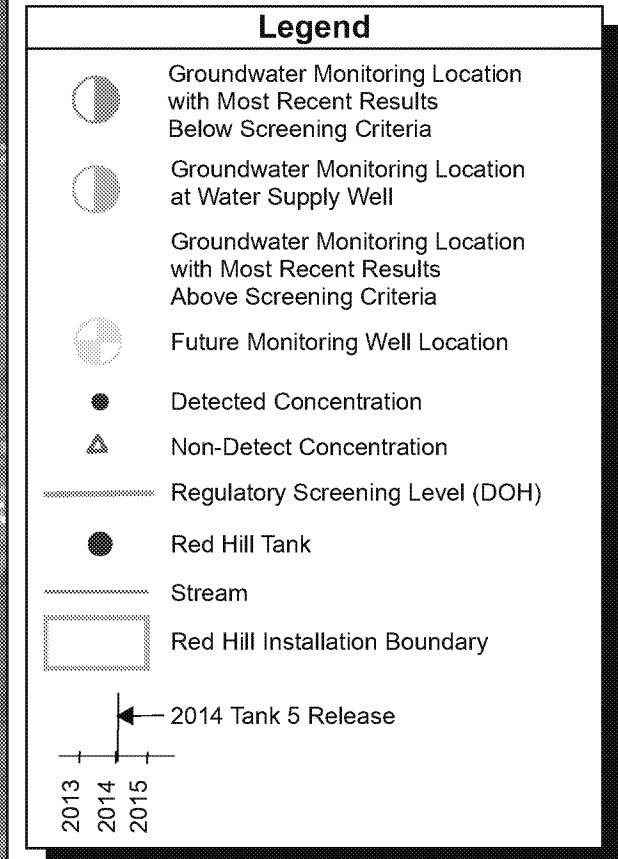 Legend
Groundwater Monitoring Location
with Most Recent Results
Below Screening Criteria
Groundwater Monitoring Location
at Water Supply Well
Groundwater Monitoring Location
with Most Recent Results
Above Screening Criteria
Future Monitoring Well Location
Detected Concentration
Non-Detect Concentration
Regulatory Screening Level (DOH)
Red Hill Tank
Stream
Red Hill Installation Boundary
2014 Tank 5 Release
2013
2014
2015